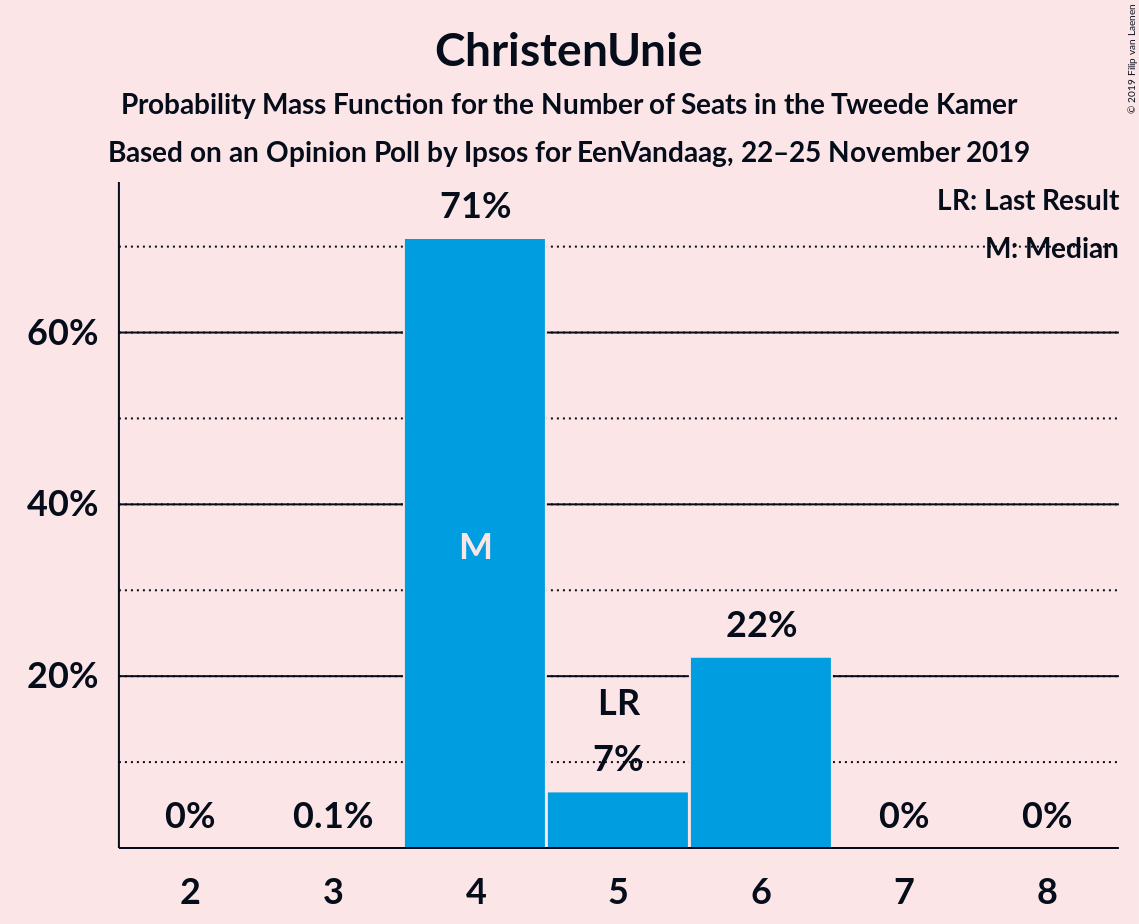 ChristenUnie
Probability Mass Function for the Number of Seats in the Tweede Kamer
Based on an Opinion Poll by Ipsos for EenVandaag, 22–25 November 2019
© 2019 Filip van Laenen
LR: Last Result
M: Median
71%
60%
40%
M
22%
20%
LR
7%
0%
0.1%
0%
0%
2
3
4
5
6
7
8